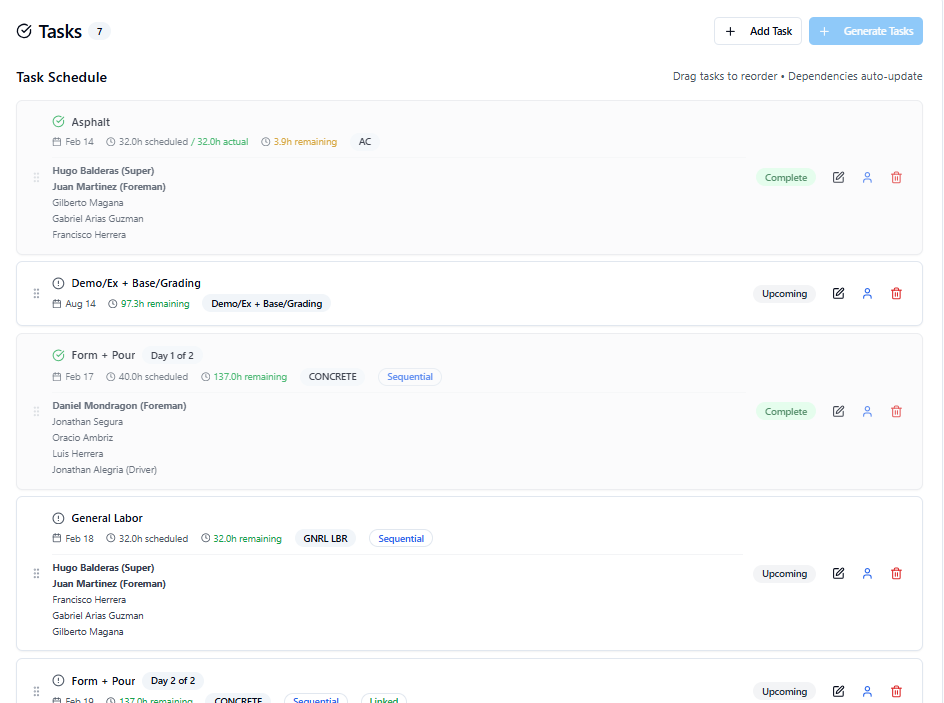 Tasks 7 Add Task Generate Tasks
Task Schedule Drag tasks to reorder • Dependencies auto-update
Asphalt
Feb 14 32.0h scheduled / 32.0h actual 3.9h remaining AC
Hugo Balderas (Super)
Juan Martinez (Foreman)
Gilberto Magana
Gabriel Arias Guzman
Francisco Herrera
Complete
Demo/Ex + Base/Grading
Aug 14 97.3h remaining Demo/Ex + Base/Grading
Upcoming
Form + Pour Day 1 of 2
Feb 17 40.0h scheduled 137.0h remaining CONCRETE Sequential
Daniel Mondragon (Foreman)
Jonathan Segura
Oracio Ambriz
Luis Herrera
Jonathan Alegria (Driver)
Complete
General Labor
Feb 18 32.0h scheduled 32.0h remaining GNRL LBR Sequential
Hugo Balderas (Super)
Juan Martinez (Foreman)
Francisco Herrera
Gabriel Arias Guzman
Gilberto Magana
Upcoming
Form + Pour Day 2 of 2
Feb 19 137.0h remaining CONCRETE Sequential Linked
Upcoming